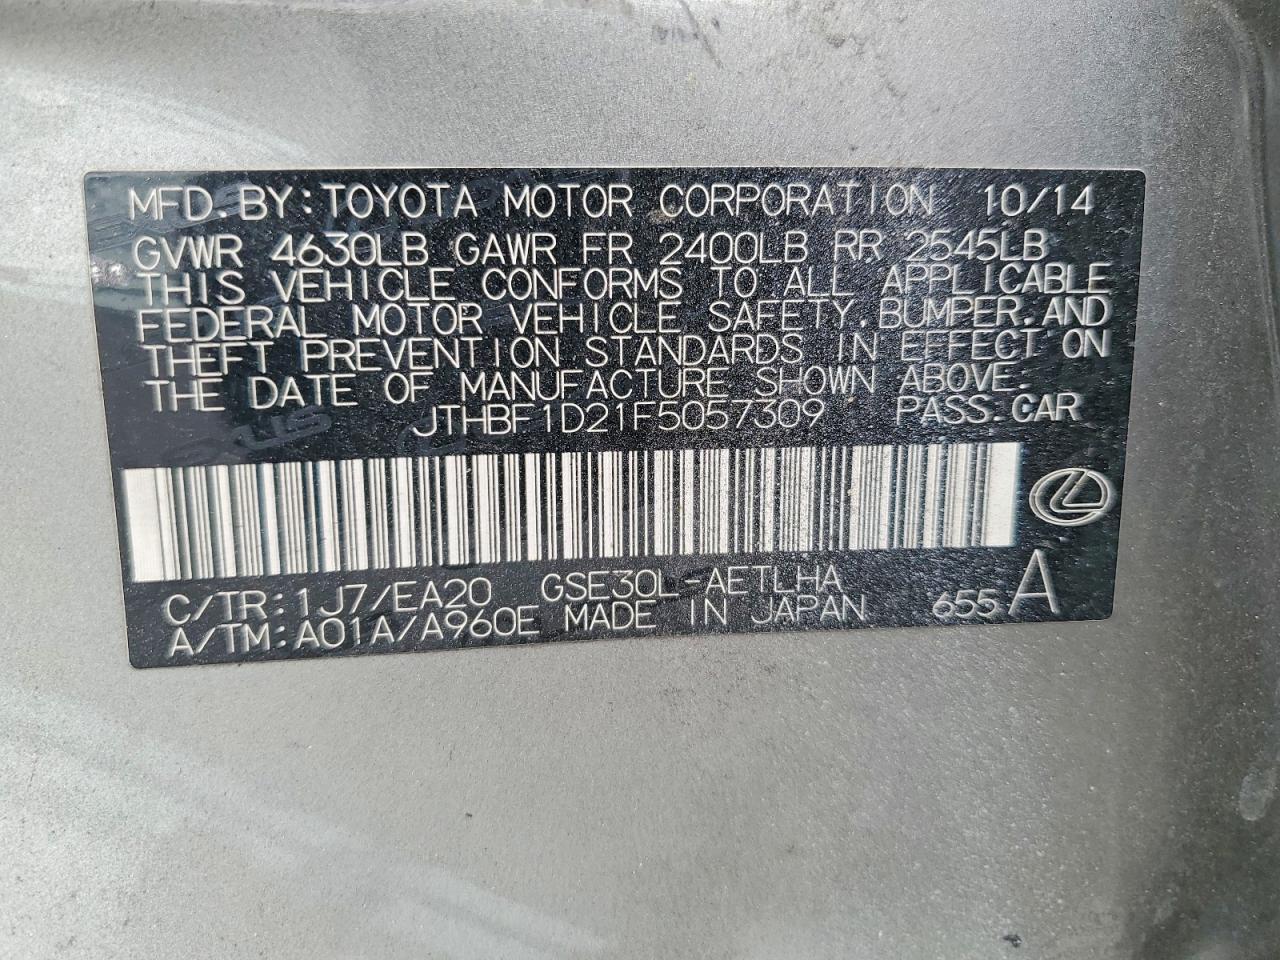 MFD.BY:TOYOTA MOTOR CORPORATION 10/14
GVWR 4630LB GAWR FR 2400LB RR 2545LB
THIS VEHICLE CONFORMS TO ALL APPLICABLE
FEDERAL MOTOR VEHICLE SAFETY,BUMPER,AND
THEFT PREVENTION STANDARDS IN EFFECT ON
THE DATE OF MANUFACTURE SHOWN ABOVE.
JTHBF1D21F5057309 PASS.CAR
C/TR:1J7/EA20 GSE30L-AETLHA
A/TM:A01A/A960E MADE IN JAPAN 655 A